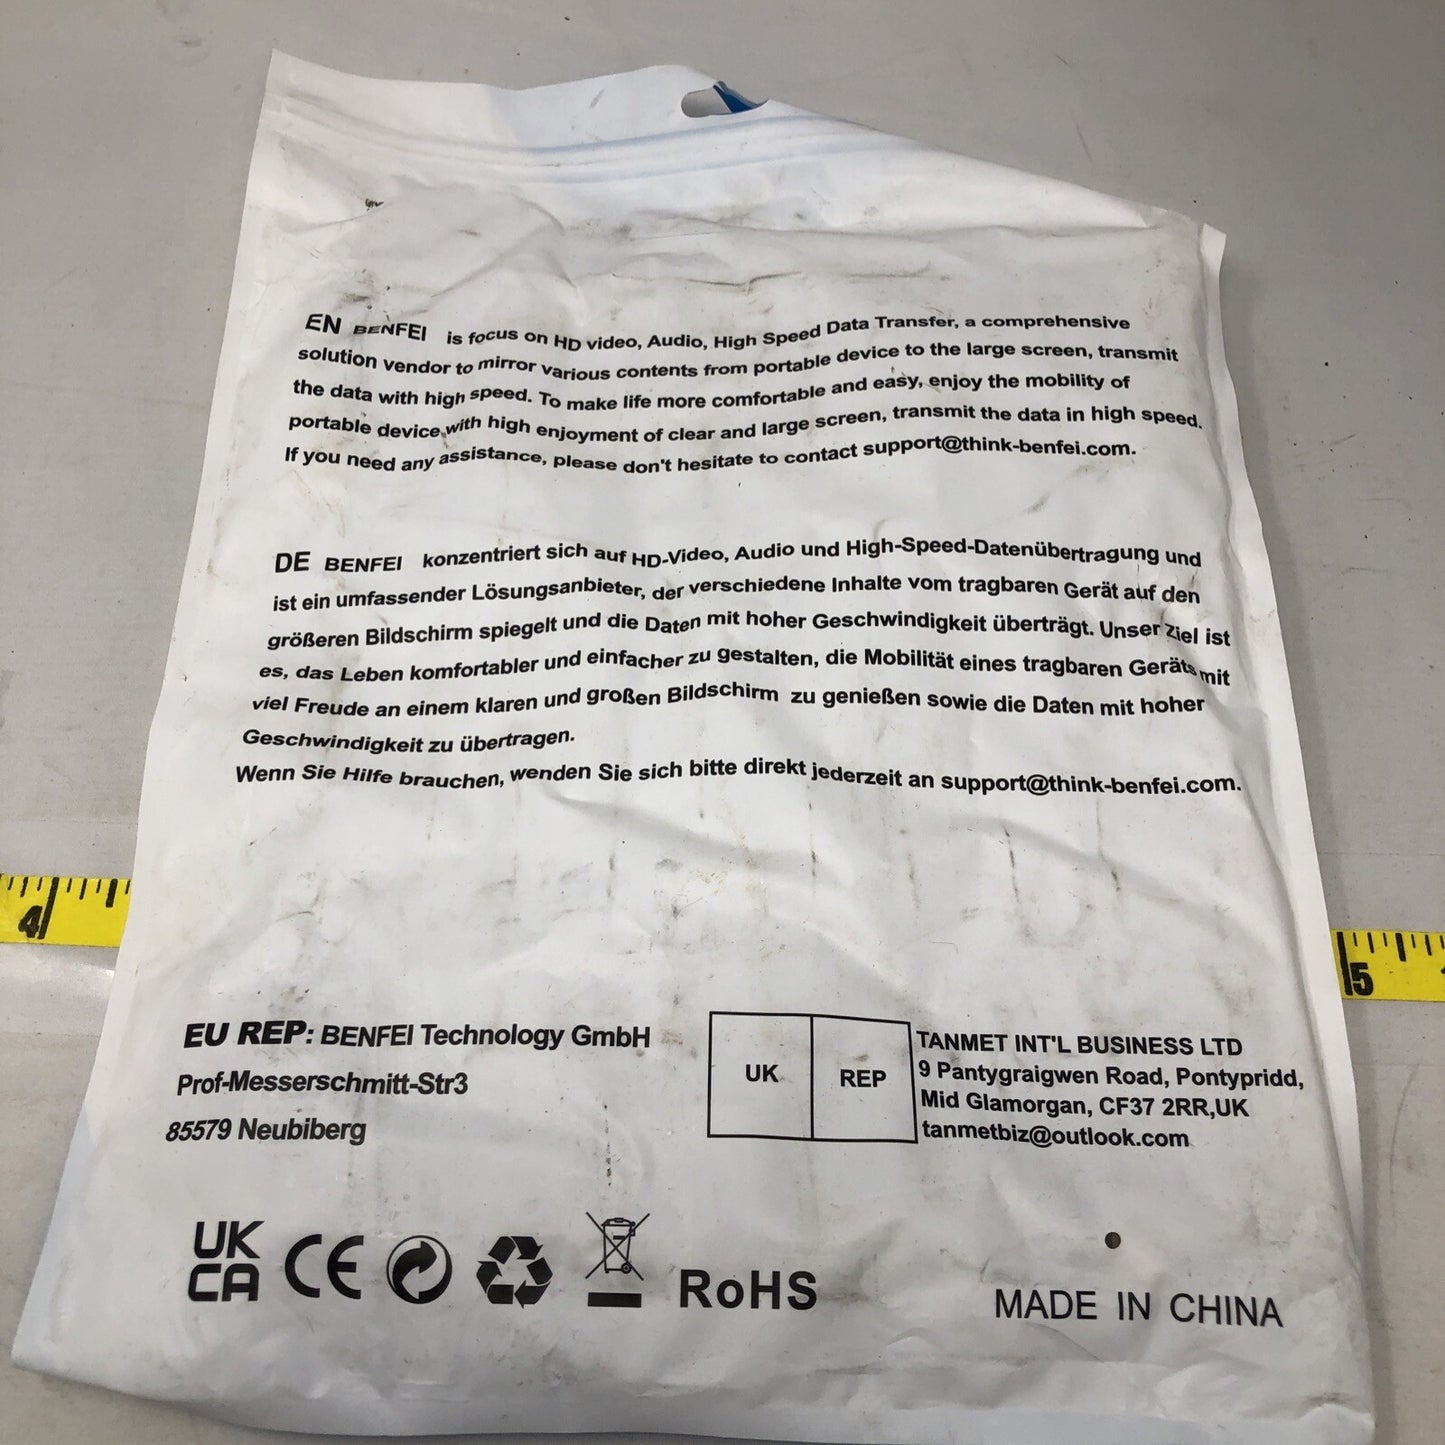 EN BENFEI is focus on HD video, Audio, High Speed Data Transfer, a comprehensive
solution vendor to mirror various contents from portable device to the large screen, transmit
the data with high speed. To make life more comfortable and easy, enjoy the mobility of
portable device,with high enjoyment of clear and large screen, transmit the data in high speed.
If you need any assistance, please don't hesitate to contact support@think-benfei.com.
DE BENFEI konzentriert sich auf HD-Video, Audio und High-Speed-Datenübertragung und
ist ein umfassender Lösungsanbieter, der verschiedene Inhalte vom tragbaren Gerät auf den
größeren Bildschirm spiegelt und die Daten mit hoher Geschwindigkeit überträgt. Unser Ziel ist
es, das Leben komfortabler und einfacher zu gestalten, die Mobilität eines tragbaren Geräts mit
viel Freude an einem klaren und großen Bildschirm zu genießen sowie die Daten mit hoher
Geschwindigkeit zu übertragen.
Wenn Sie Hilfe brauchen, wenden Sie sich bitte direkt jederzeit an support@think-benfei.com.
4
5
EU REP: BENFEI Technology GmbH
Prof-Messerschmitt-Str3
85579 Neubiberg
UK REP
TANMET INT'L BUSINESS LTD
9 Pantygraigwen Road, Pontypridd,
Mid Glamorgan, CF37 2RR,UK
tanmetbiz@outlook.com
UK
CA CE RoHS
MADE IN CHINA